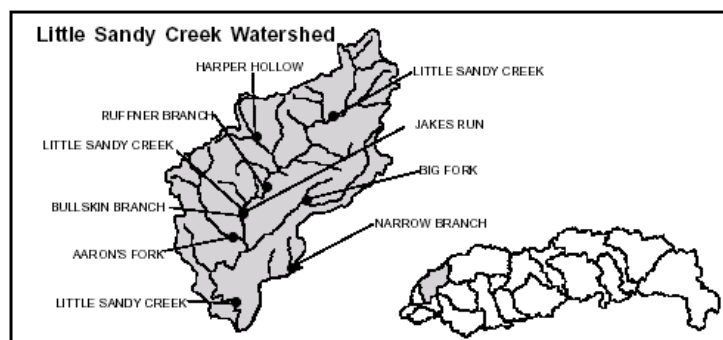 Little Sandy Creek Watershed
HARPER HOLLOW
LITTLE SANDY CREEK
RUFFNER BRANCH
JAKES RUN
LITTLE SANDY CREEK
BIG FORK
BULLSKIN BRANCH
NARROW BRANCH
AARON'S FORK
LITTLE SANDY CREEK